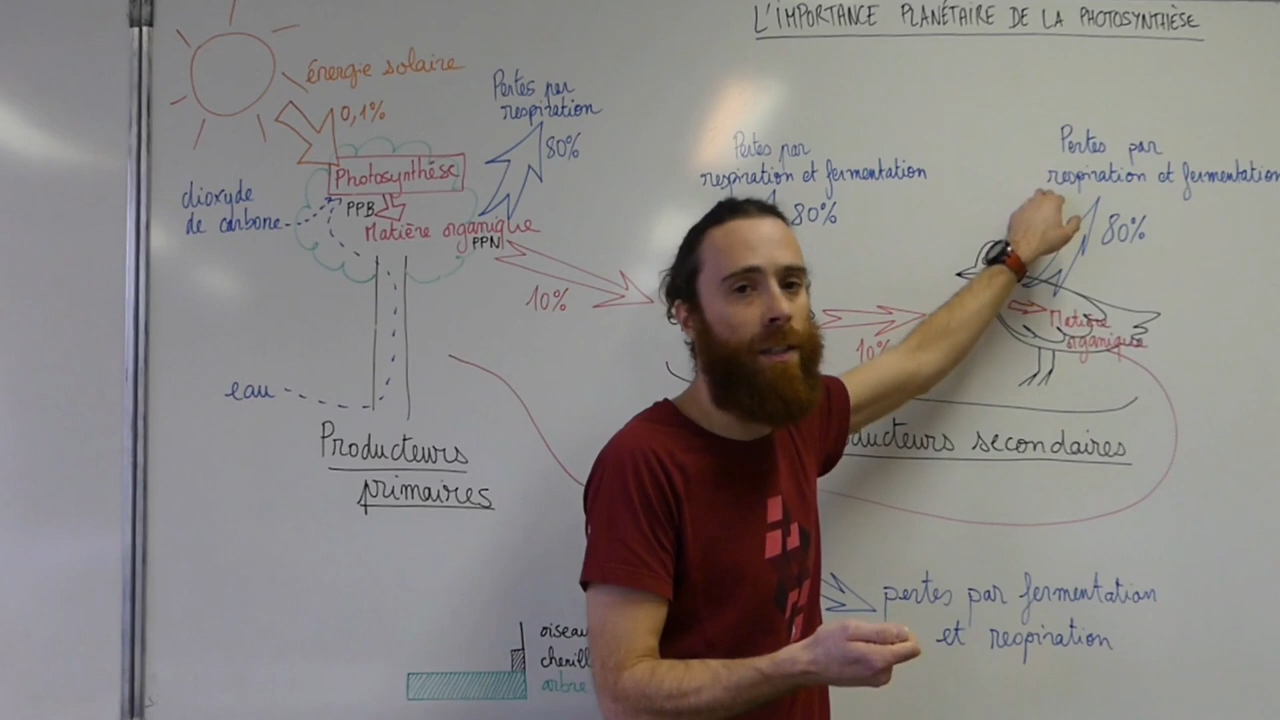 L'IMPORTANCE PLANÉTAIRE DE LA PHOTOSYNTHÈSE
énergie solaire
0,1%
Pertes par
respiration
80%
Photosynthèse
dioxyde
de carbone
PPB
Matière organique
PPN
10%
eau
Producteurs
primaires
Pertes par
respiration et fermentation
80%
10%
Pertes par
respiration et fermentation
80%
Matière
organique
ducteurs secondaires
pertes par fermentation
et respiration
oiseau
chenill
arbre